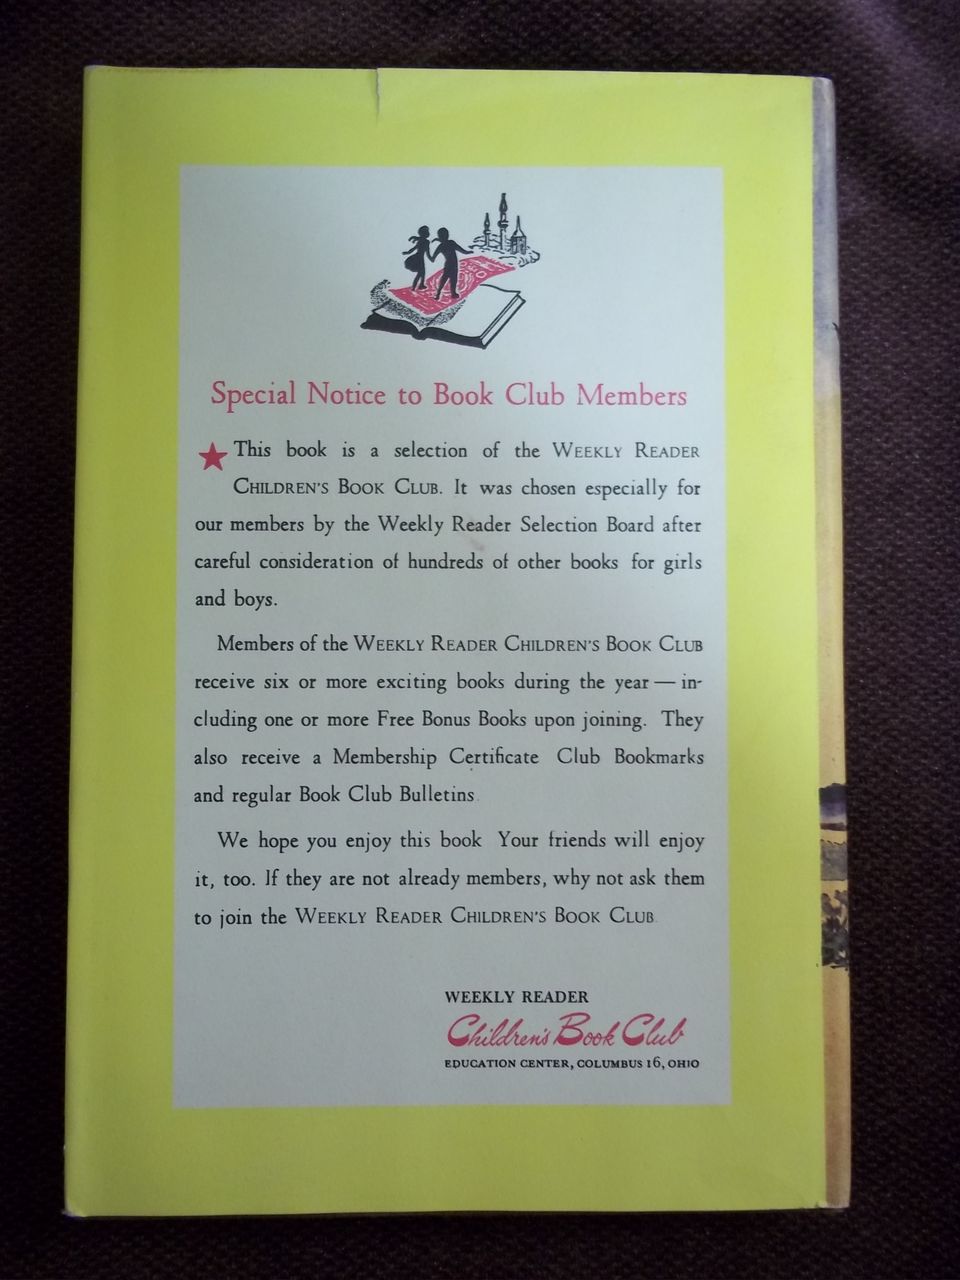 Special Notice to Book Club Members
This book is a selection of the WEEKLY READER
CHILDREN'S BOOK CLUB. It was chosen especially for
our members by the Weekly Reader Selection Board after
careful consideration of hundreds of other books for girls
and boys.
Members of the WEEKLY READER CHILDREN'S BOOK CLUB
receive six or more exciting books during the year — in-
cluding one or more Free Bonus Books upon joining. They
also receive a Membership Certificate Club Bookmarks
and regular Book Club Bulletins.
We hope you enjoy this book Your friends will enjoy
it, too. If they are not already members, why not ask them
to join the WEEKLY READER CHILDREN'S BOOK CLUB.
WEEKLY READER
Children's Book Club
EDUCATION CENTER, COLUMBUS 16, OHIO